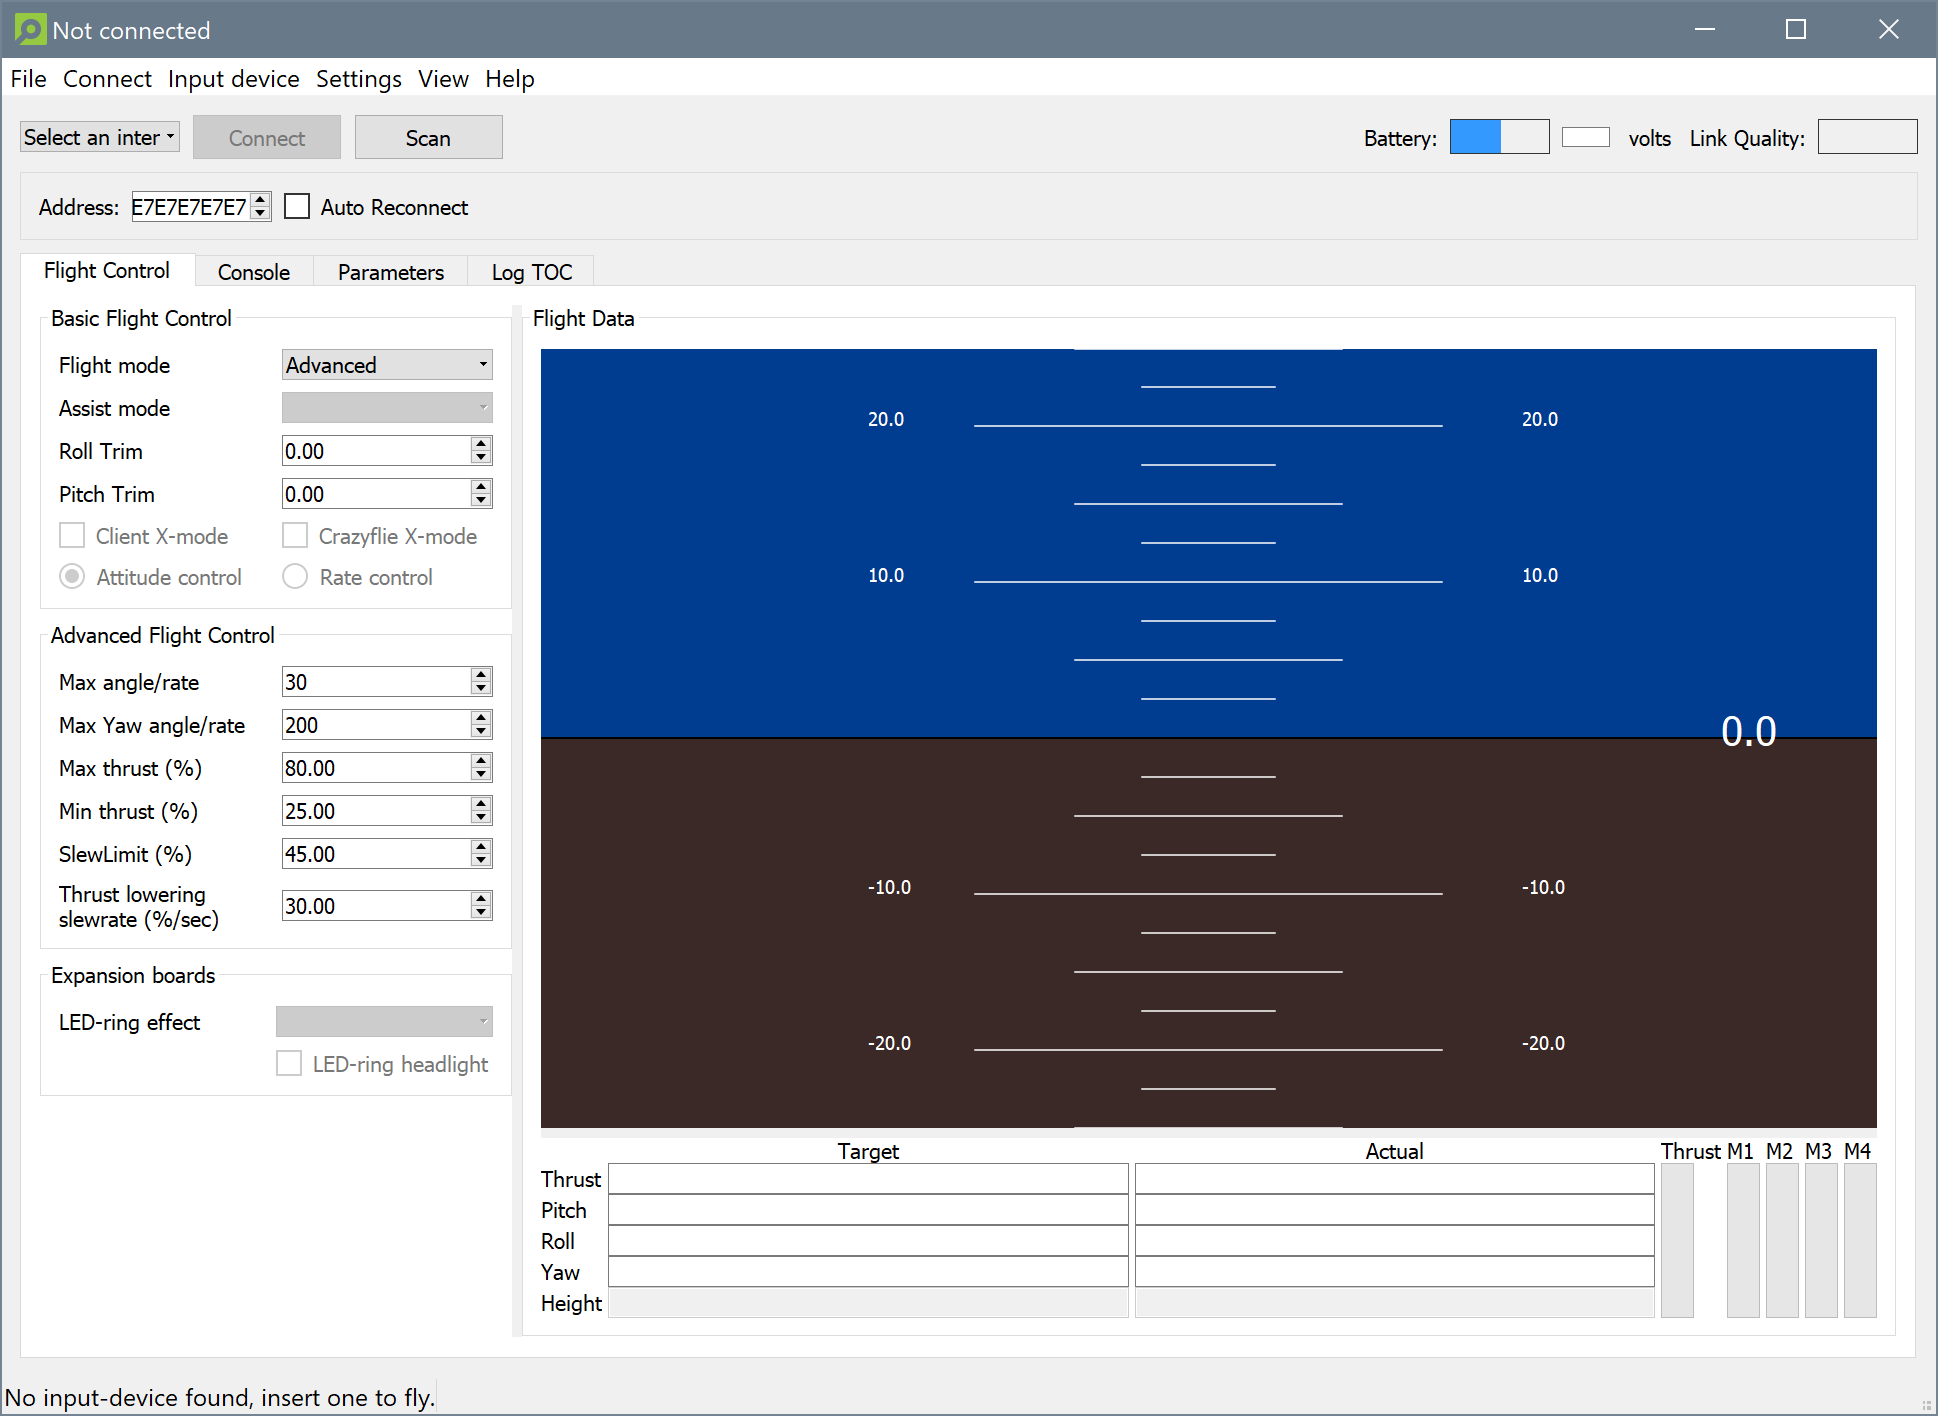 Not connected
File Connect Input device Settings View Help
Select an inter Connect Scan Battery: volts Link Quality:
Address: E7E7E7E7E7 Auto Reconnect
Flight Control Console Parameters Log TOC
Basic Flight Control
Flight mode Advanced
Assist mode
Roll Trim 0.00
Pitch Trim 0.00
Client X-mode Crazyflie X-mode
Attitude control Rate control
Advanced Flight Control
Max angle/rate 30
Max Yaw angle/rate 200
Max thrust (%) 80.00
Min thrust (%) 25.00
SlewLimit (%) 45.00
Thrust lowering
slewrate (%/sec) 30.00
Expansion boards
LED-ring effect
LED-ring headlight
Flight Data
20.0 20.0
10.0 10.0
0.0
-10.0 -10.0
-20.0 -20.0
Target Actual Thrust M1 M2 M3 M4
Thrust
Pitch
Roll
Yaw
Height
No input-device found, insert one to fly.